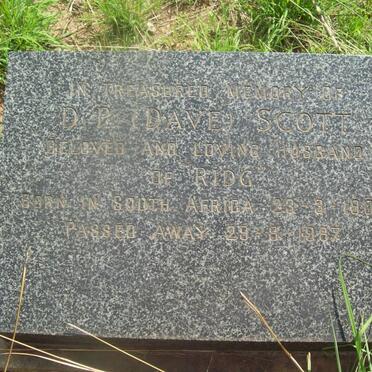 IN TREASURED MEMORY OF
D.P. (DAVE) SCOTT
BELOVED AND LOVING HUSBAND
OF RIDG
BORN IN SOUTH AFRICA
PASSED AWAY